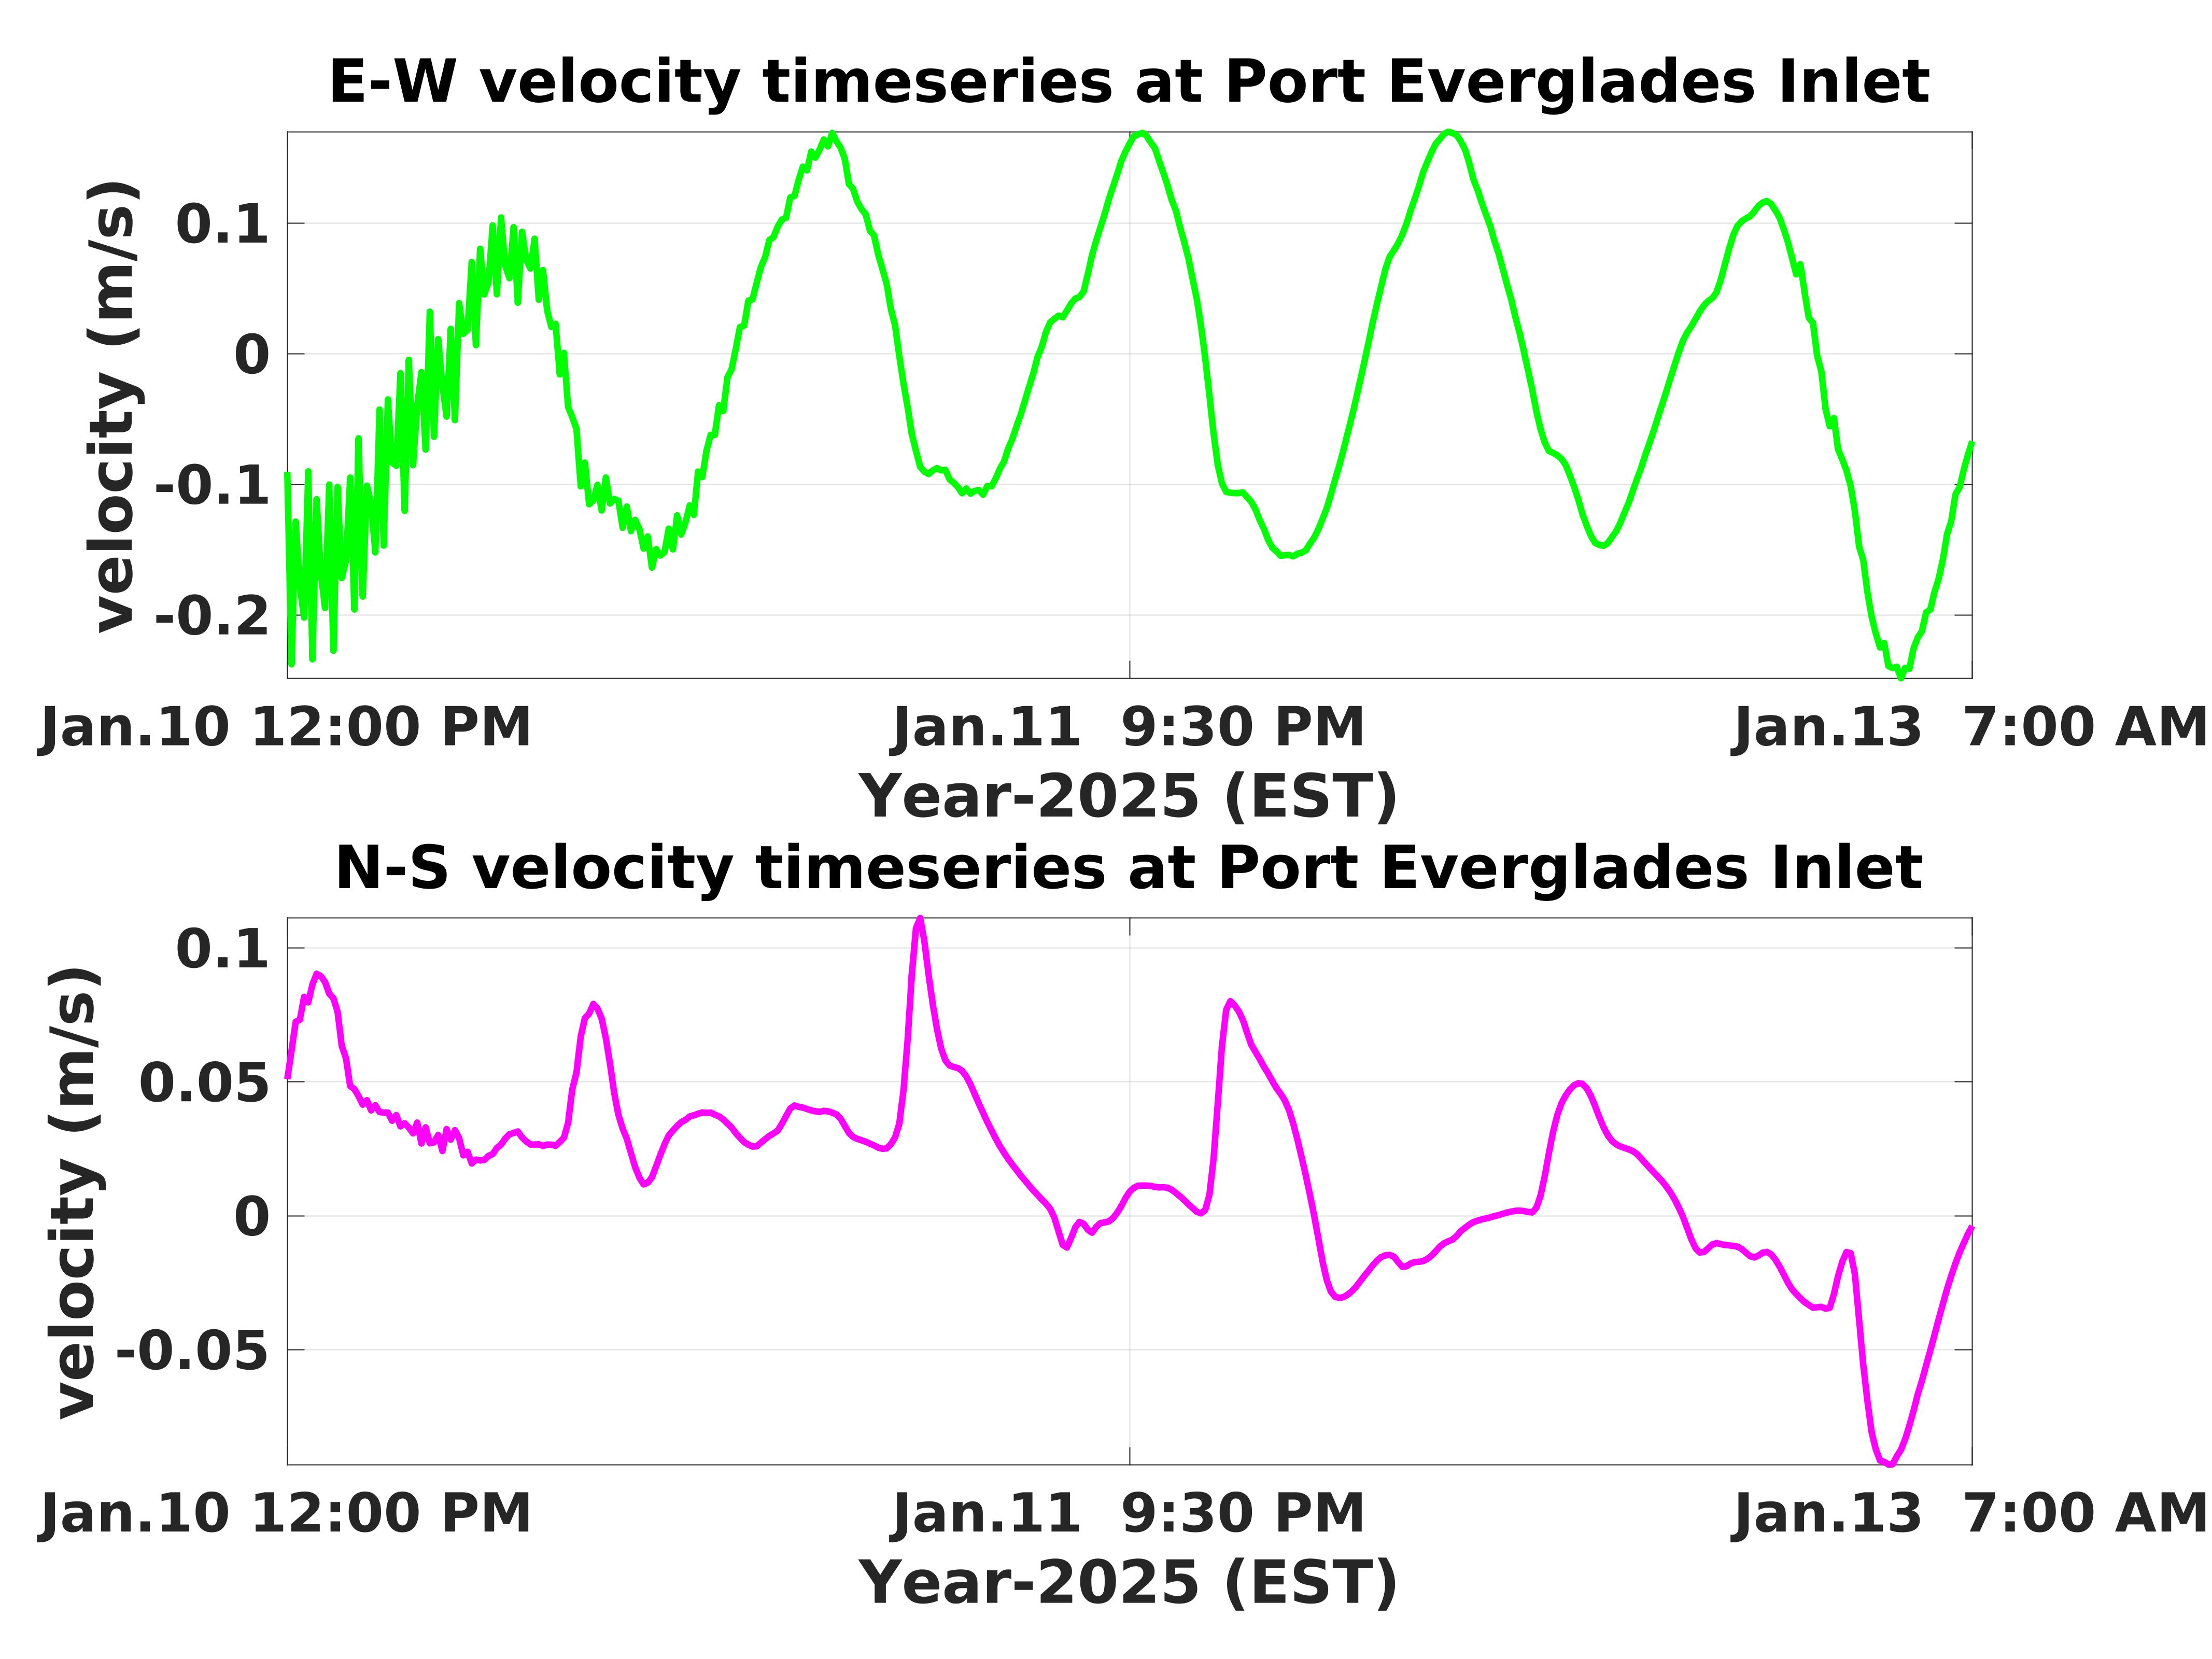 E-W velocity timeseries at Port Everglades Inlet
velocity (m/s)
0.1
0
-0.1
-0.2
Jan.10 12:00 PM
Jan.11  9:30 PM
Jan.13  7:00 AM
Year-2025 (EST)
N-S velocity timeseries at Port Everglades Inlet
velocity (m/s)
0.1
0.05
0
-0.05
Jan.10 12:00 PM
Jan.11  9:30 PM
Jan.13  7:00 AM
Year-2025 (EST)